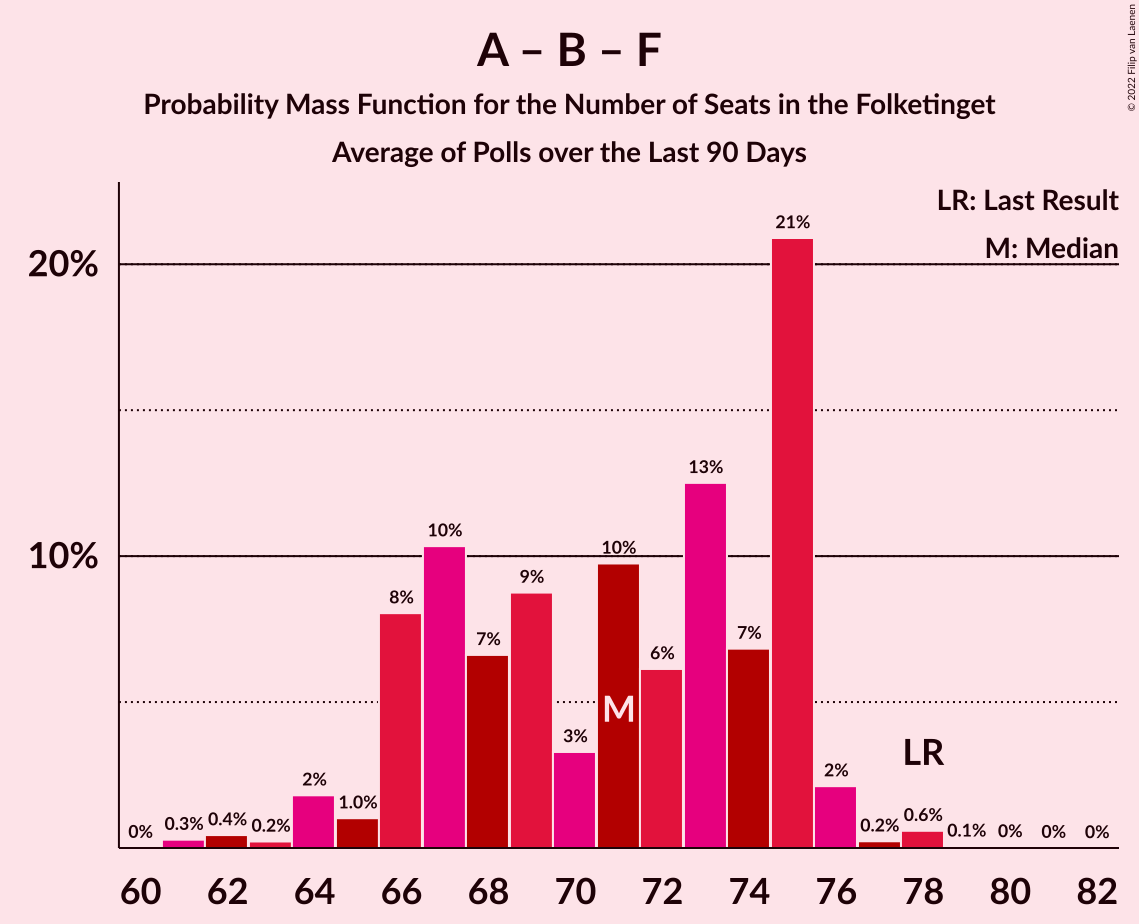 A – B – F
Probability Mass Function for the Number of Seats in the Folketinget
Average of Polls over the Last 90 Days
© 2022 Filip van Laenen
LR: Last Result
M: Median
20%
10%
0%
0.3%
0.4%
0.2%
2%
1.0%
8%
10%
7%
9%
3%
10%
6%
13%
7%
21%
2%
0.2%
0.6%
0.1%
0%
0%
0%
M
LR
60 62 64 66 68 70 72 74 76 78 80 82